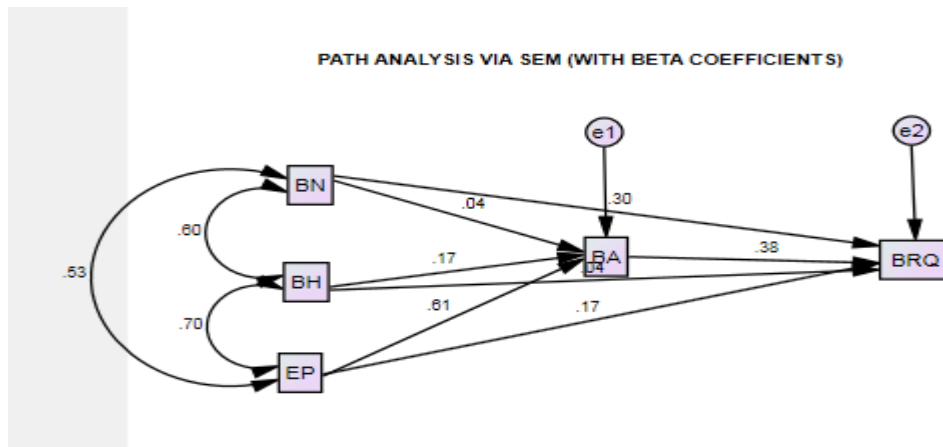 PATH ANALYSIS VIA SEM (WITH BETA COEFFICIENTS)
e1
e2
BN
.30
.04
.60
BA
.38
BRQ
.53
.17
.04
BH
.61
.17
.70
EP